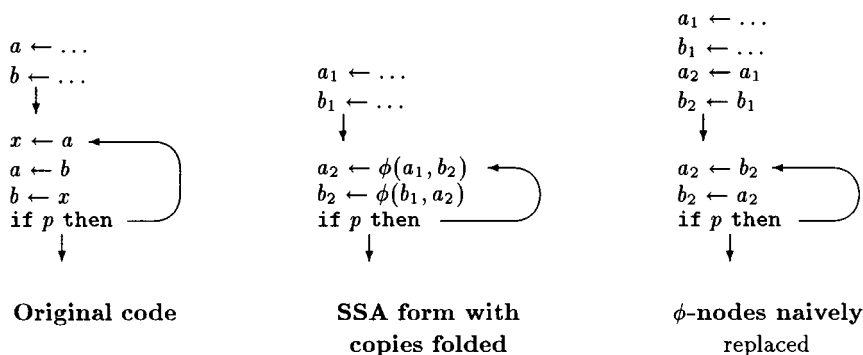 a ← ...
b ← ...
x ← a
a ← b
b ← x
if p then
Original code
a₁ ← ...
b₁ ← ...
a₂ ← φ(a₁, b₂)
b₂ ← φ(b₁, a₂)
if p then
SSA form with
copies folded
a₁ ← ...
b₁ ← ...
a₂ ← a₁
b₂ ← b₁
a₂ ← b₂
b₂ ← a₂
if p then
φ-nodes naively
replaced